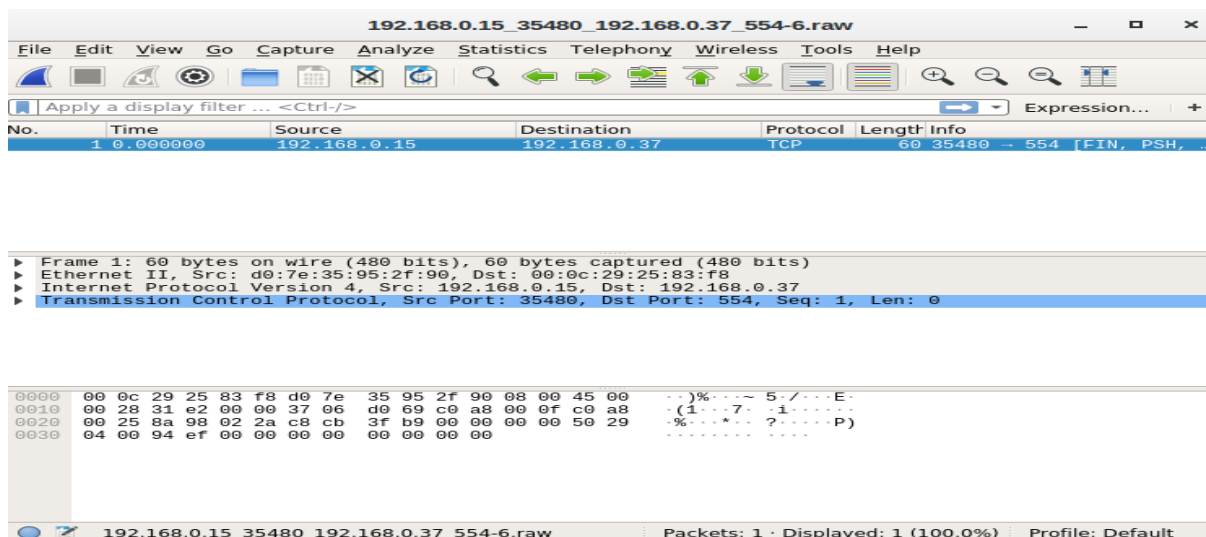 192.168.0.15_35480_192.168.0.37_554-6.raw
File Edit View Go Capture Analyze Statistics Telephony Wireless Tools Help
Apply a display filter ... <Ctrl-/> Expression... +
No. Time Source Destination Protocol Length Info
1 0.000000 192.168.0.15 192.168.0.37 TCP 60 35480 → 554 [FIN, PSH, …
Frame 1: 60 bytes on wire (480 bits), 60 bytes captured (480 bits)
Ethernet II, Src: d0:7e:35:95:2f:90, Dst: 00:0c:29:25:83:f8
Internet Protocol Version 4, Src: 192.168.0.15, Dst: 192.168.0.37
Transmission Control Protocol, Src Port: 35480, Dst Port: 554, Seq: 1, Len: 0
0000 00 0c 29 25 83 f8 d0 7e 35 95 2f 90 08 00 45 00 ··)%···~ 5·/···E·
0010 00 28 31 e2 00 00 37 06 d0 69 c0 a8 00 0f c0 a8 ·(1···7· ·i······
0020 00 25 8a 98 02 2a c8 cb 3f b9 00 00 00 00 50 29 ·%···*·· ?·····P)
0030 04 00 94 ef 00 00 00 00 00 00 00 00 ········ ····
192.168.0.15_35480_192.168.0.37_554-6.raw Packets: 1 · Displayed: 1 (100.0%) Profile: Default